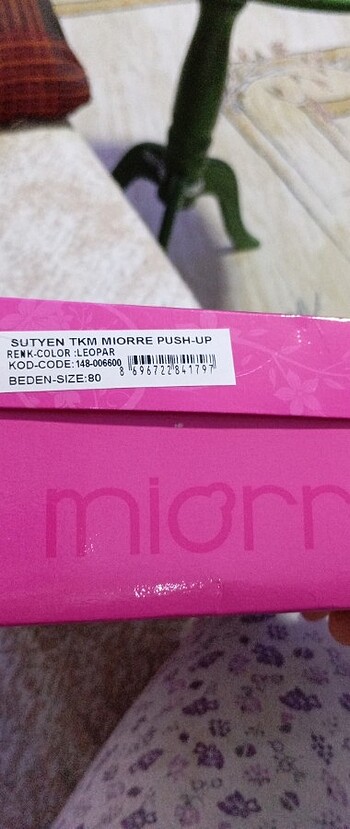 SUTYEN TKM MIORRE PUSH-UP
RENK-COLOR :LEOPAR
KOD-CODE:148-006600
8 696722 841797
BEDEN-SIZE:80
miorr